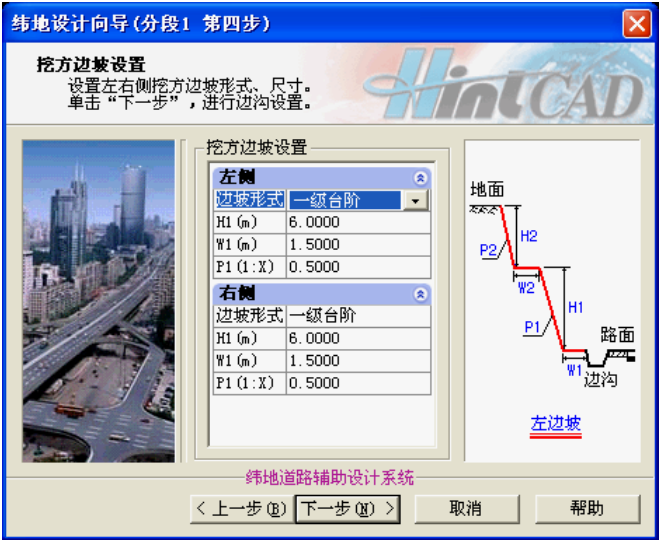 纬地设计向导(分段1 第四步)
挖方边坡设置
设置左右侧挖方边坡形式、尺寸。
单击“下一步”,进行边沟设置。
HintCAD
挖方边坡设置
左侧
边坡形式 一级台阶
H1(m) 6.0000
W1(m) 1.5000
P1(1:X) 0.5000
右侧
边坡形式 一级台阶
H1(m) 6.0000
W1(m) 1.5000
P1(1:X) 0.5000
地面
H2
P2
W2
H1
P1
路面
W1
边沟
左边坡
纬地道路辅助设计系统
< 上一步(B) 下一步(N) > 取消 帮助